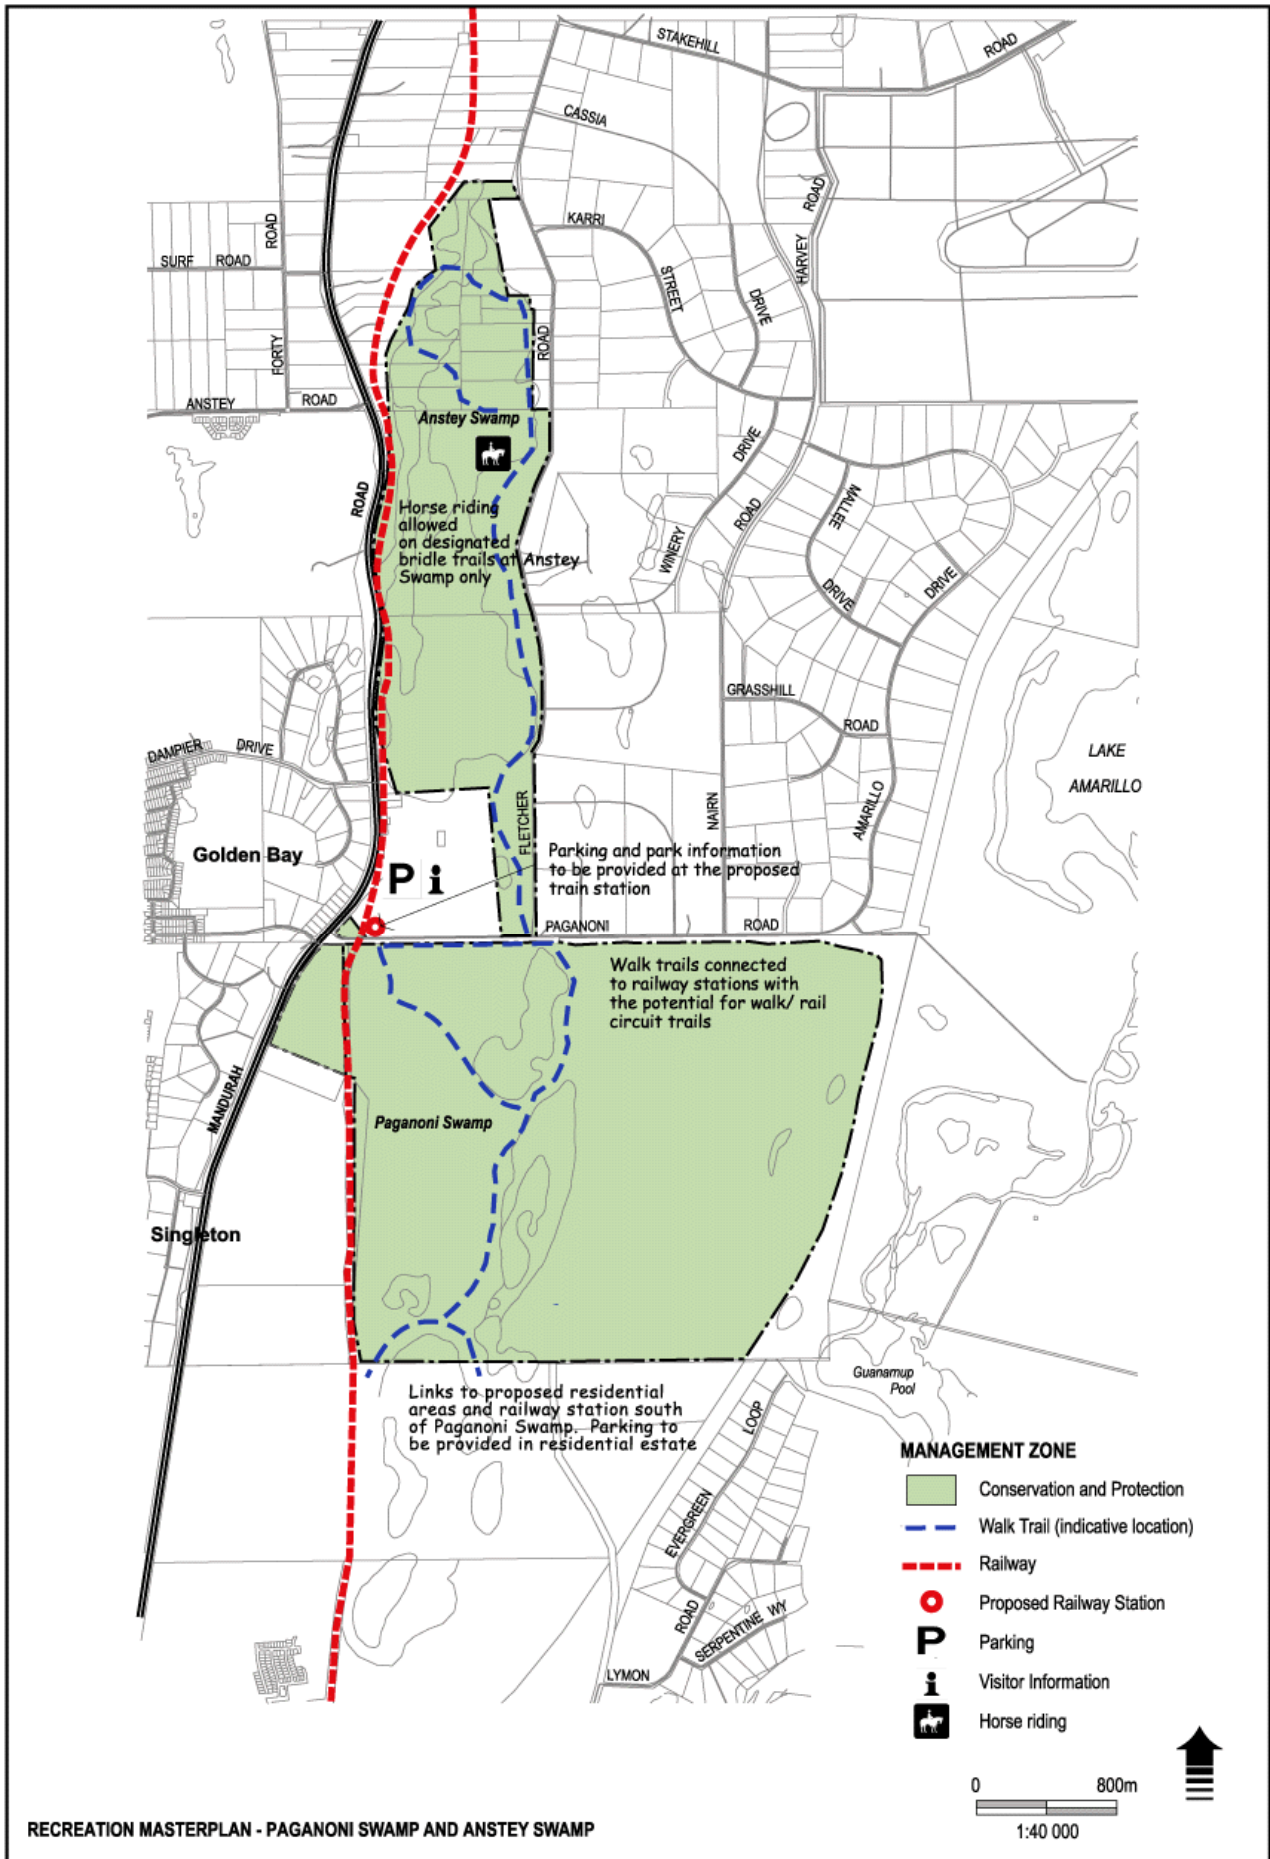 STAKEHILL
ROAD
CASSIA
ROAD
KARRI
HARVEY
ROAD
SURF ROAD
STREET
DRIVE
FORTY
ROAD
ANSTEY ROAD
Anstey Swamp
DRIVE
ROAD
Horse riding
allowed
on designated
bridle trails at Anstey
Swamp only
ROAD
MALLEE
WINERY
DRIVE
DRIVE
GRASSHILL
ROAD
DAMPIER DRIVE
LAKE
AMARILLO
AMARILLO
NAIRN
FLETCHER
Golden Bay
P i
Parking and park information
to be provided at the proposed
train station
PAGANONI ROAD
Walk trails connected
to railway stations with
the potential for walk/ rail
circuit trails
MANDURAH
Paganoni Swamp
Singleton
Guanamup
Pool
Links to proposed residential
areas and railway station south
of Paganoni Swamp. Parking to
be provided in residential estate
LOOP
EVERGREEN
ROAD
SERPENTINE WY
LYMON
MANAGEMENT ZONE
Conservation and Protection
Walk Trail (indicative location)
Railway
Proposed Railway Station
P Parking
i Visitor Information
Horse riding
0 800m
1:40 000
RECREATION MASTERPLAN - PAGANONI SWAMP AND ANSTEY SWAMP